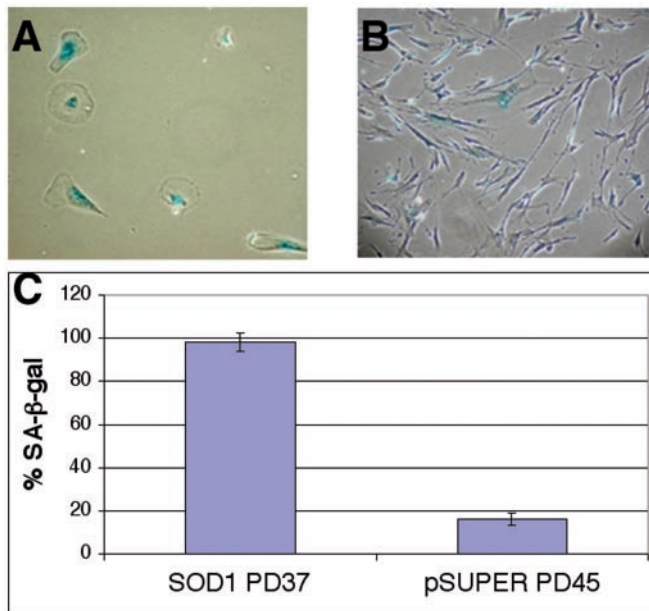 A
B
C
120
100
80
60
40
20
0
% SA-β-gal
SOD1 PD37
pSUPER PD45